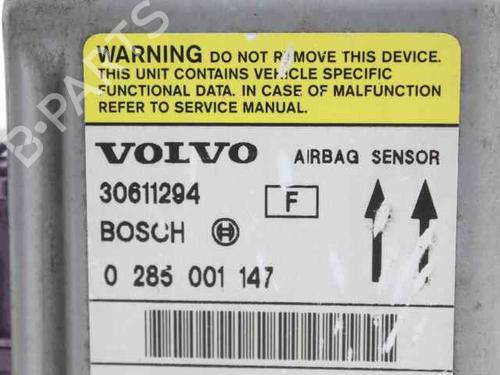 WARNING DO NOT REMOVE THIS DEVICE.
THIS UNIT CONTAINS VEHICLE SPECIFIC
FUNCTIONAL DATA. IN CASE OF MALFUNCTION
REFER TO SERVICE MANUAL.
VOLVO AIRBAG SENSOR
30611294 F
BOSCH
0 285 001 147
B-PARTS